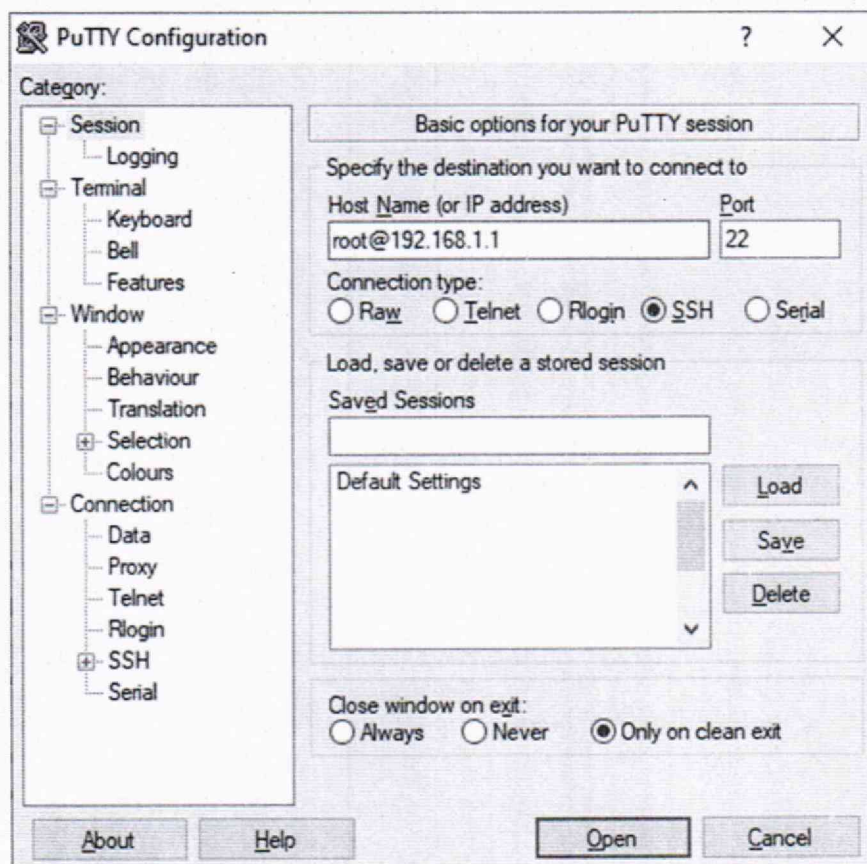 PuTTY Configuration
?
Category:
Session
Logging
Terminal
Keyboard
Bell
Features
Window
Appearance
Behaviour
Translation
Selection
Colours
Connection
Data
Proxy
Telnet
Rlogin
SSH
Serial
Basic options for your PuTTY session
Specify the destination you want to connect to
Host Name (or IP address) Port
root@192.168.1.1 22
Connection type:
Raw Telnet Rlogin SSH Serial
Load, save or delete a stored session
Saved Sessions
Default Settings
Load
Save
Delete
Close window on exit:
Always Never Only on clean exit
About Help Open Cancel